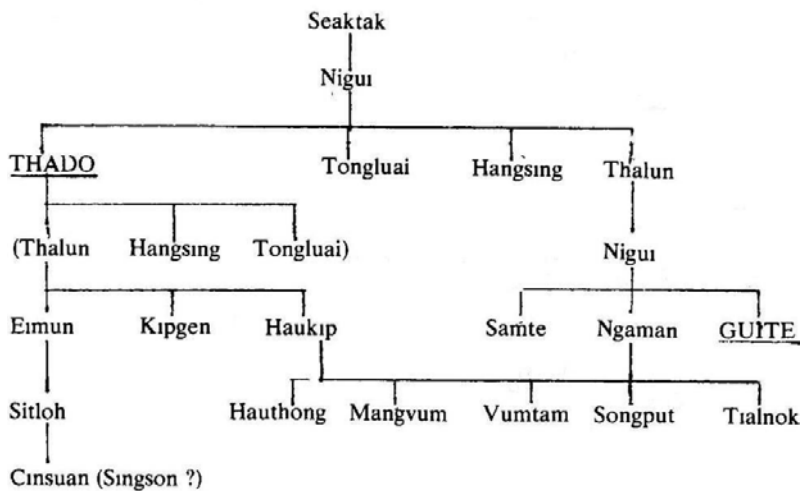 Seaktak
Nigui
THADO Tongluai Hangsing Thalun
(Thalun Hangsing Tongluai) Nigui
Eimun Kipgen Haukip Samte Ngaman GUITE
Sitloh Hauthong Mangvum Vumtam Songput Tialnok
Cinsuan (Singson ?)